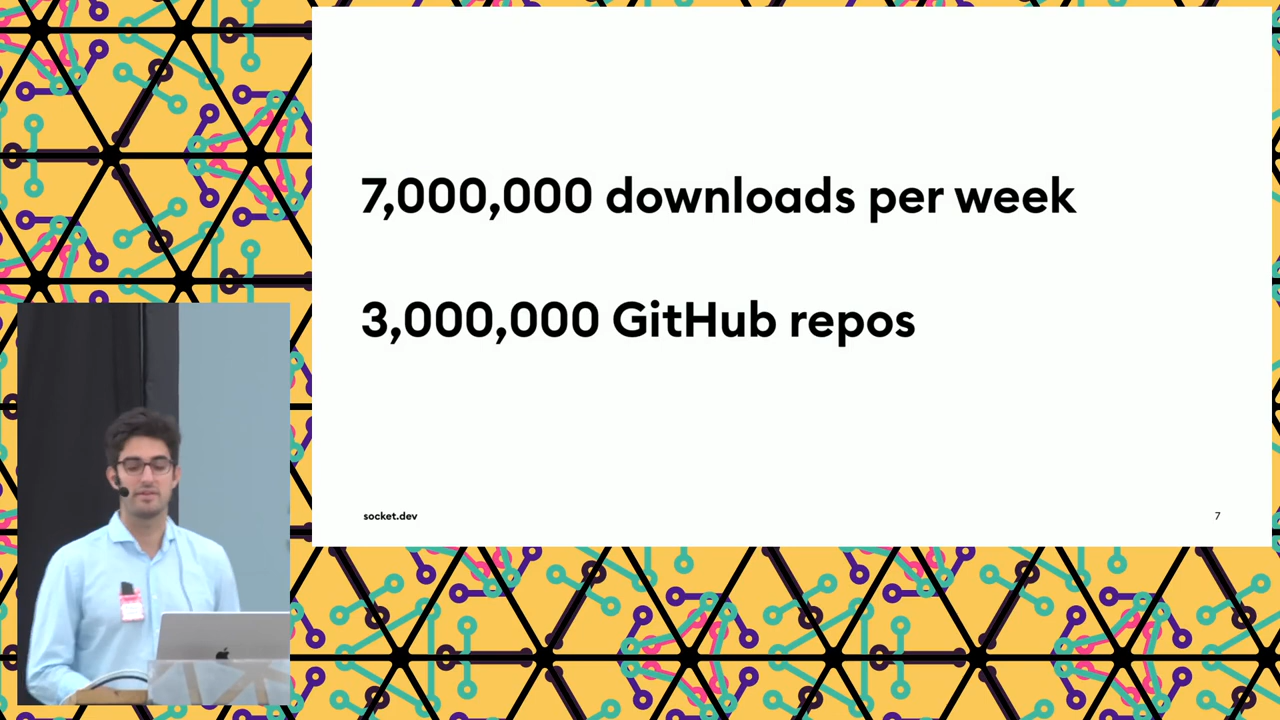 7,000,000 downloads per week
3,000,000 GitHub repos
socket.dev
7